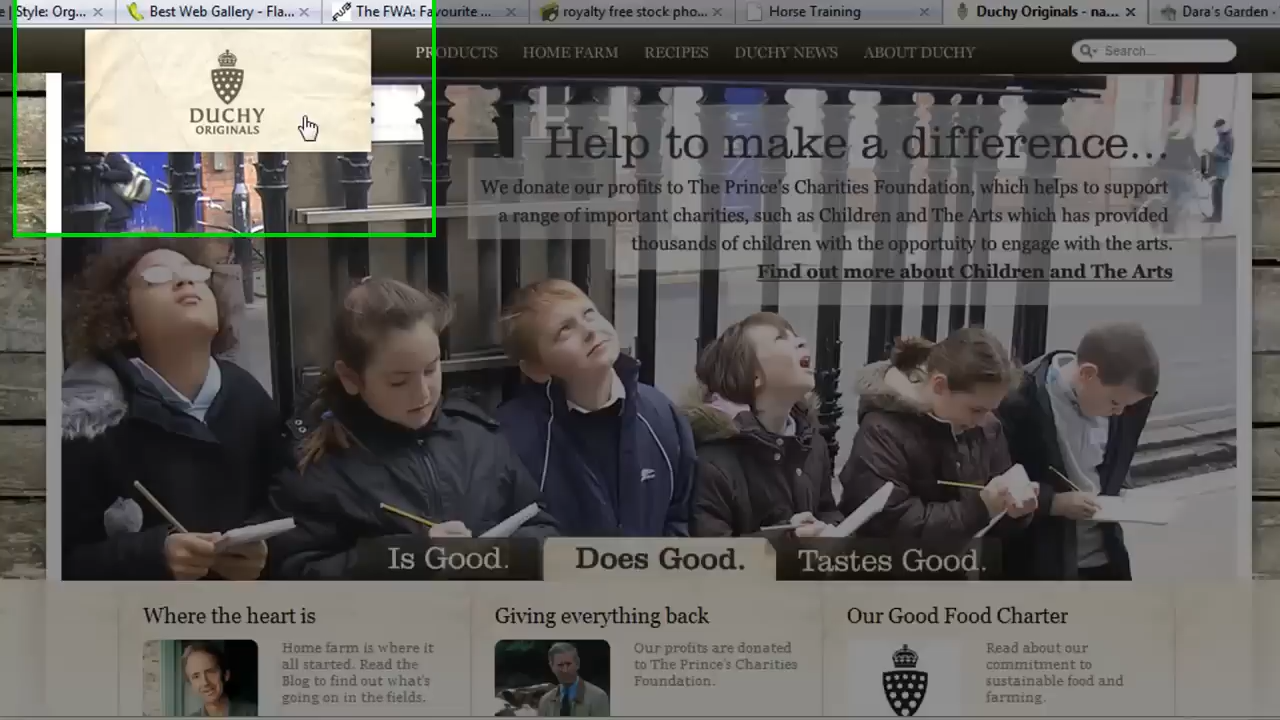 Style: Org...
Best Web Gallery - Fla...
The FWA: Favourite ...
royalty free stock pho...
Horse Training
Duchy Originals - na...
Dara's Garden -
DUCHY
ORIGINALS
PRODUCTS
HOME FARM
RECIPES
DUCHY NEWS
ABOUT DUCHY
Search...
Help to make a difference...
We donate our profits to The Prince's Charities Foundation, which helps to support
a range of important charities, such as Children and The Arts which has provided
thousands of children with the opportunity to engage with the arts.
Find out more about Children and The Arts
Is Good.
Does Good.
Tastes Good.
Where the heart is
Home farm is where it
all started. Read the
Blog to find out what's
going on in the fields.
Giving everything back
Our profits are donated
to The Prince's Charities
Foundation.
Our Good Food Charter
Read about our
commitment to
sustainable food and
farming.